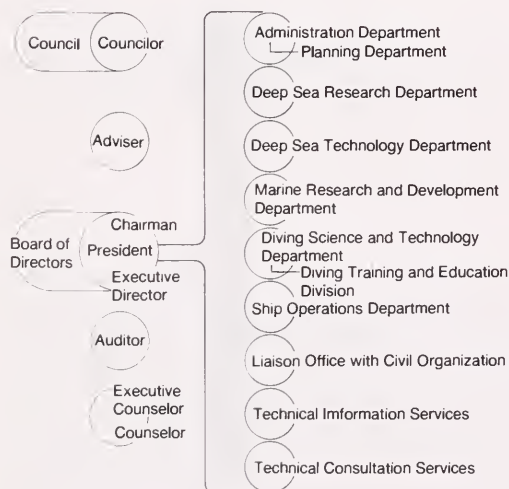 Council
Councilor
Adviser
Board of
Directors
Chairman
President
Executive
Director
Auditor
Executive
Counselor
Counselor
Administration Department
Planning Department
Deep Sea Research Department
Deep Sea Technology Department
Marine Research and Development
Department
Diving Science and Technology
Department
Diving Training and Education
Division
Ship Operations Department
Liaison Office with Civil Organization
Technical Imformation Services
Technical Consultation Services